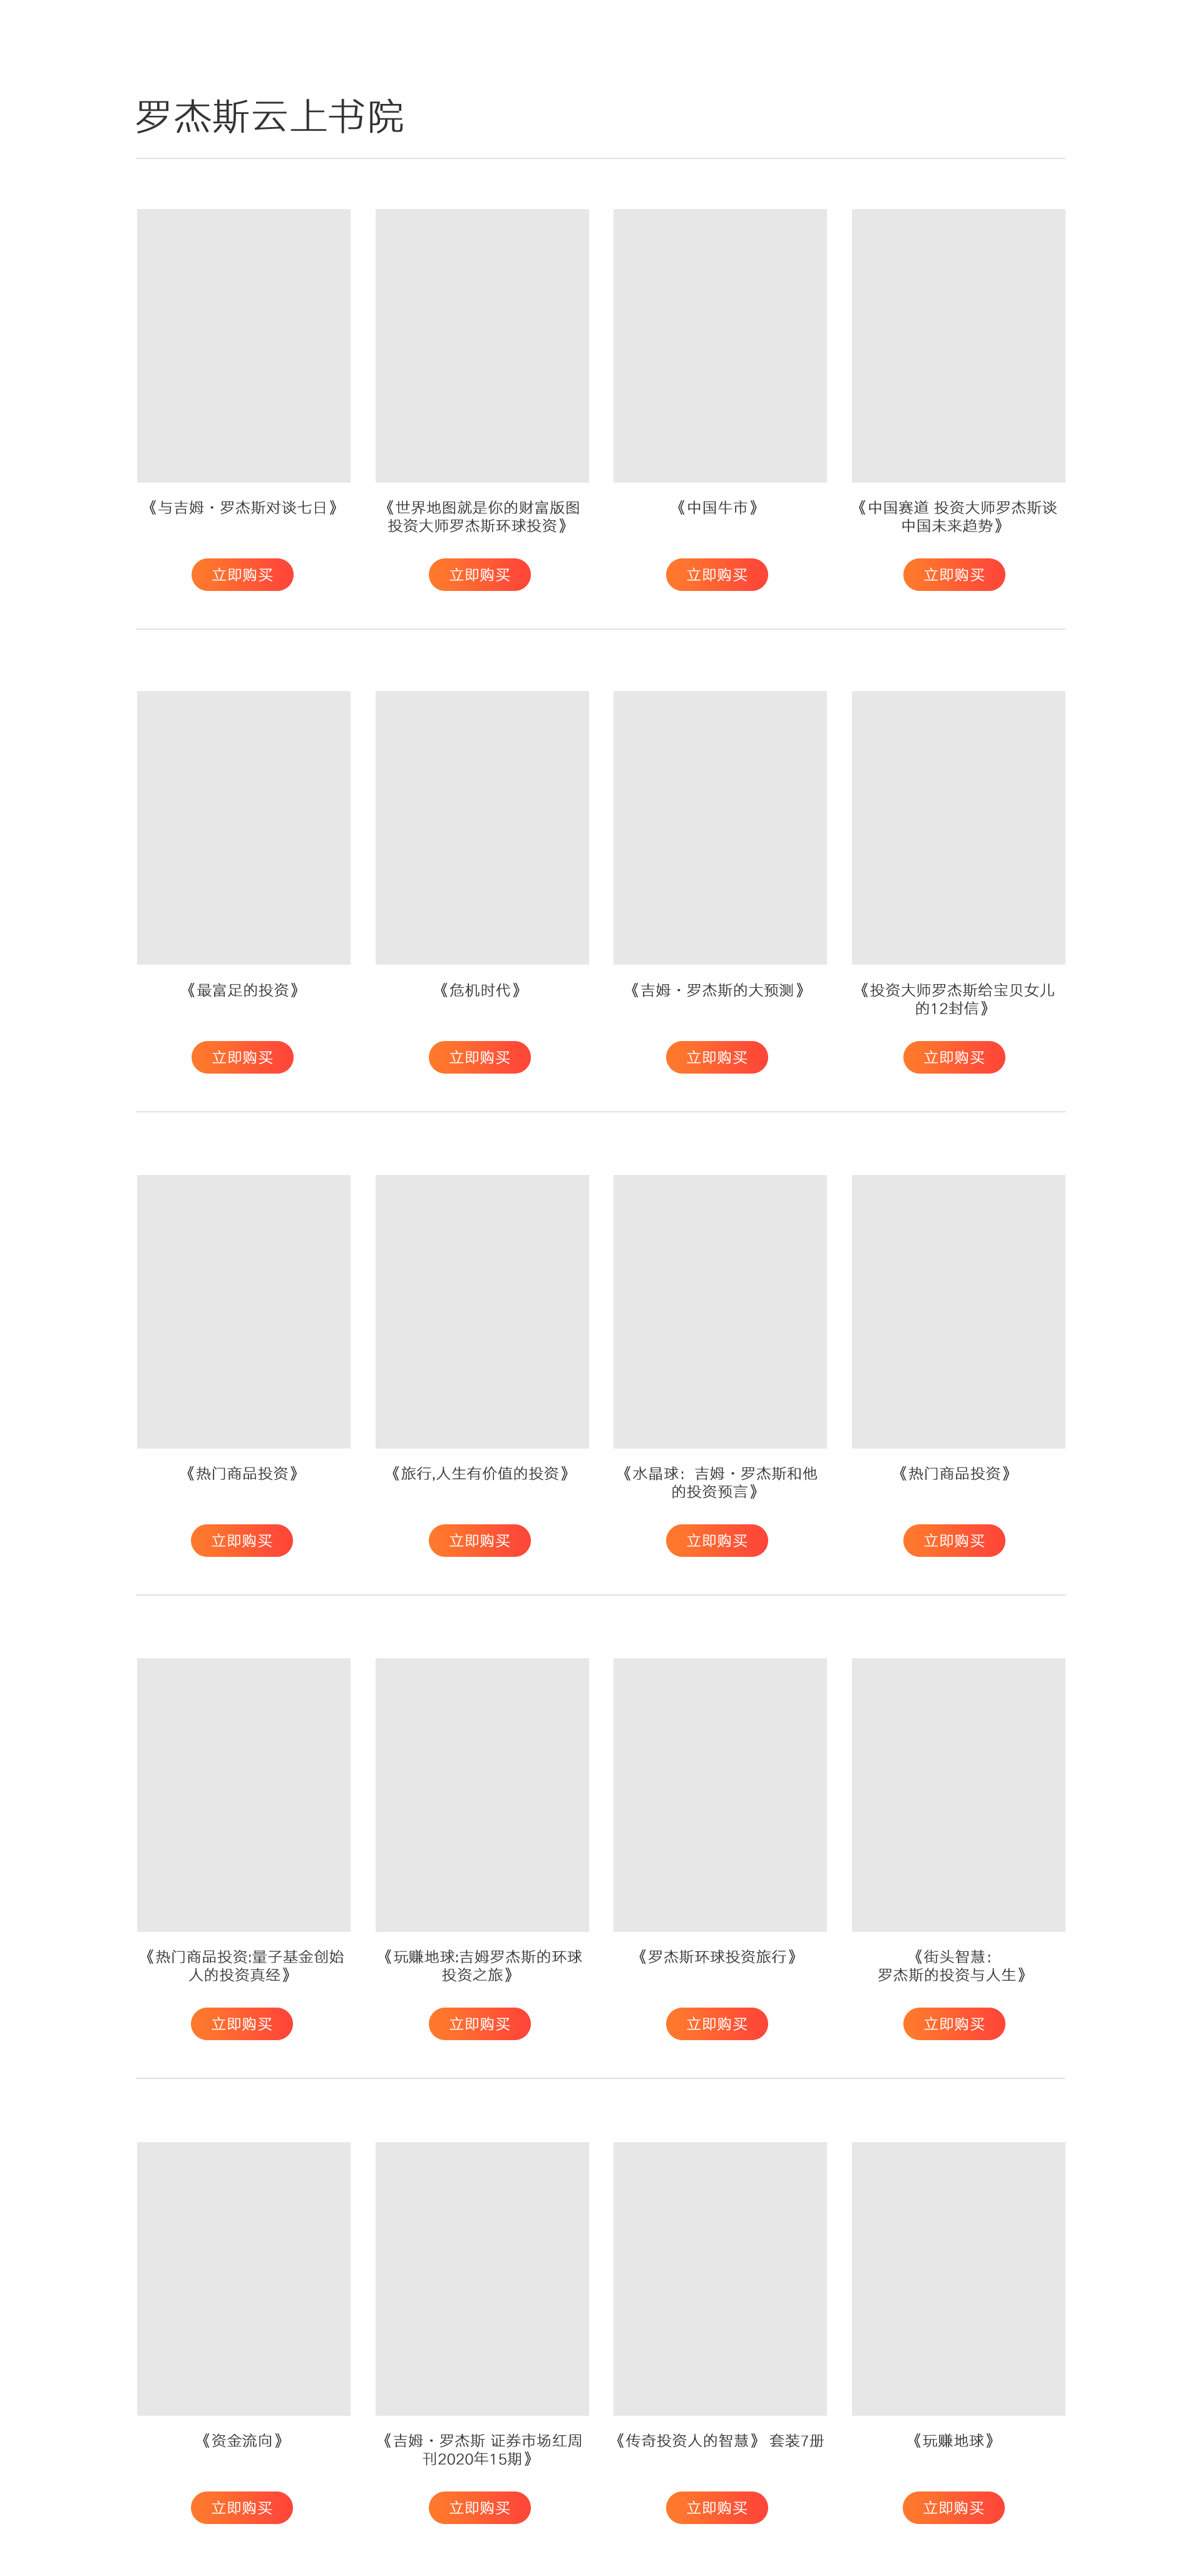 罗杰斯云上书院
《与吉姆·罗杰斯对谈七日》
《世界地图就是你的财富版图
投资大师罗杰斯环球投资》
《中国牛市》
《中国赛道 投资大师罗杰斯谈
中国未来趋势》
立即购买
立即购买
立即购买
立即购买
《最富足的投资》
《危机时代》
《吉姆·罗杰斯的大预测》
《投资大师罗杰斯给宝贝女儿
的12封信》
立即购买
立即购买
立即购买
立即购买
《热门商品投资》
《旅行,人生有价值的投资》
《水晶球：吉姆·罗杰斯和他
的投资预言》
《热门商品投资》
立即购买
立即购买
立即购买
立即购买
《热门商品投资:量子基金创始
人的投资真经》
《玩赚地球:吉姆罗杰斯的环球
投资之旅》
《罗杰斯环球投资旅行》
《街头智慧：
罗杰斯的投资与人生》
立即购买
立即购买
立即购买
立即购买
《资金流向》
《吉姆·罗杰斯 证券市场红周
刊2020年15期》
《传奇投资人的智慧》 套装7册
《玩赚地球》
立即购买
立即购买
立即购买
立即购买